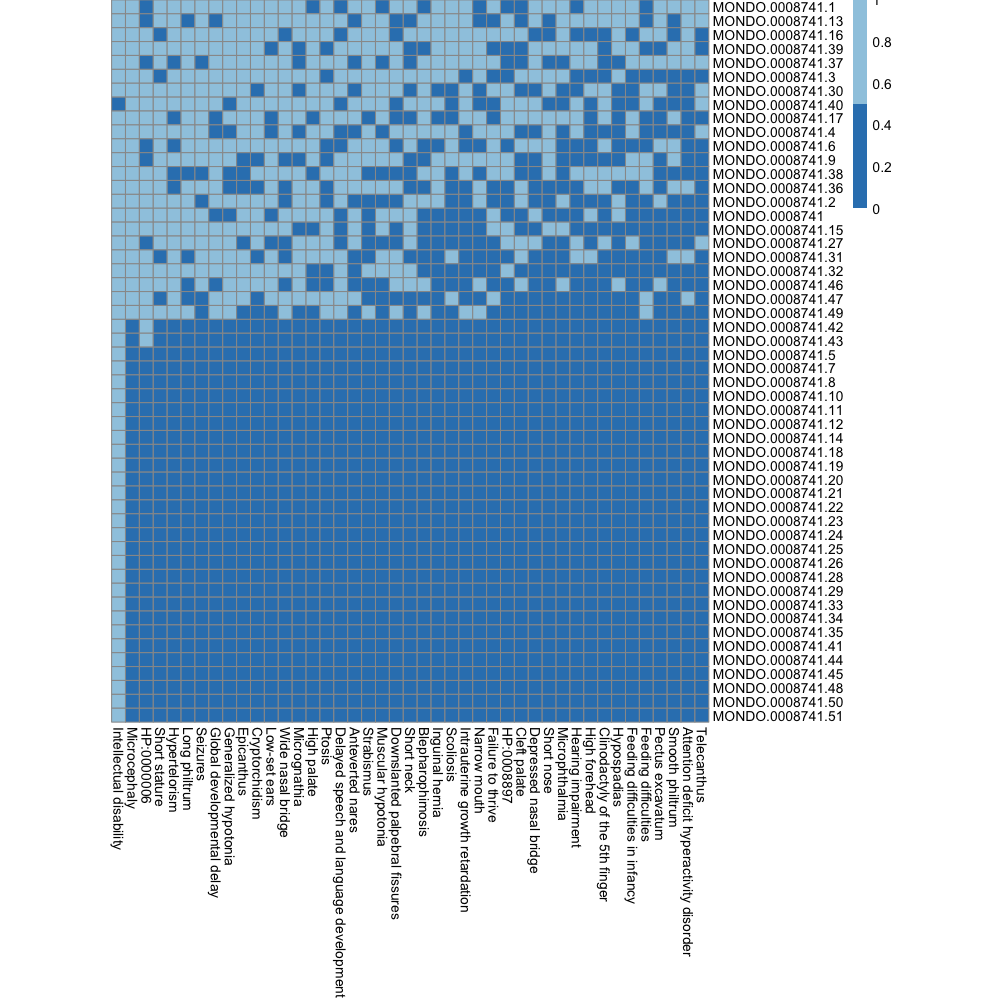 MONDO.0008741.1
MONDO.0008741.13
MONDO.0008741.16
MONDO.0008741.39
MONDO.0008741.37
MONDO.0008741.3
MONDO.0008741.30
MONDO.0008741.40
MONDO.0008741.17
MONDO.0008741.4
MONDO.0008741.6
MONDO.0008741.9
MONDO.0008741.38
MONDO.0008741.36
MONDO.0008741.2
MONDO.0008741
MONDO.0008741.15
MONDO.0008741.27
MONDO.0008741.31
MONDO.0008741.32
MONDO.0008741.46
MONDO.0008741.47
MONDO.0008741.49
MONDO.0008741.42
MONDO.0008741.43
MONDO.0008741.5
MONDO.0008741.7
MONDO.0008741.8
MONDO.0008741.10
MONDO.0008741.11
MONDO.0008741.12
MONDO.0008741.14
MONDO.0008741.18
MONDO.0008741.19
MONDO.0008741.20
MONDO.0008741.21
MONDO.0008741.22
MONDO.0008741.23
MONDO.0008741.24
MONDO.0008741.25
MONDO.0008741.26
MONDO.0008741.28
MONDO.0008741.29
MONDO.0008741.33
MONDO.0008741.34
MONDO.0008741.35
MONDO.0008741.41
MONDO.0008741.44
MONDO.0008741.45
MONDO.0008741.48
MONDO.0008741.50
MONDO.0008741.51
0.8
0.6
0.4
0.2
0
Intellectual disability
Microcephaly
HP:0000006
Short stature
Hypertelorism
Long philtrum
Seizures
Global developmental delay
Generalized hypotonia
Epicanthus
Cryptorchidism
Low-set ears
Wide nasal bridge
Micrognathia
High palate
Ptosis
Delayed speech and language development
Anteverted nares
Strabismus
Muscular hypotonia
Downslanted palpebral fissures
Short neck
Blepharophimosis
Inguinal hernia
Scoliosis
Intrauterine growth retardation
Narrow mouth
Failure to thrive
HP:0008897
Cleft palate
Depressed nasal bridge
Short nose
Microphthalmia
Hearing impairment
High forehead
Clinodactyly of the 5th finger
Hypospadias
Feeding difficulties in infancy
Feeding difficulties
Pectus excavatum
Smooth philtrum
Attention deficit hyperactivity disorder
Telecanthus